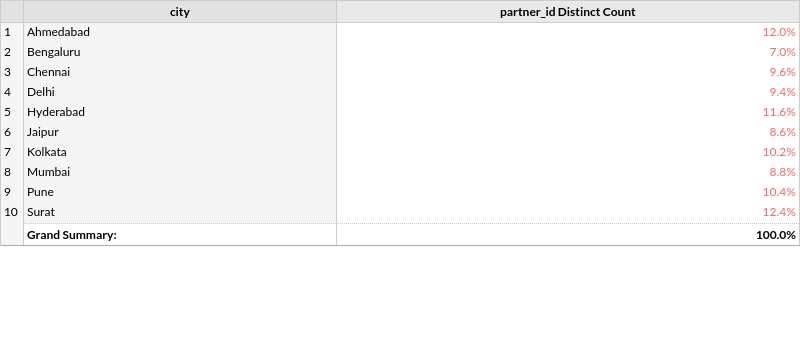 city partner_id Distinct Count
1 Ahmedabad 12.0%
2 Bengaluru 7.0%
3 Chennai 9.6%
4 Delhi 9.4%
5 Hyderabad 11.6%
6 Jaipur 8.6%
7 Kolkata 10.2%
8 Mumbai 8.8%
9 Pune 10.4%
10 Surat 12.4%
Grand Summary: 100.0%